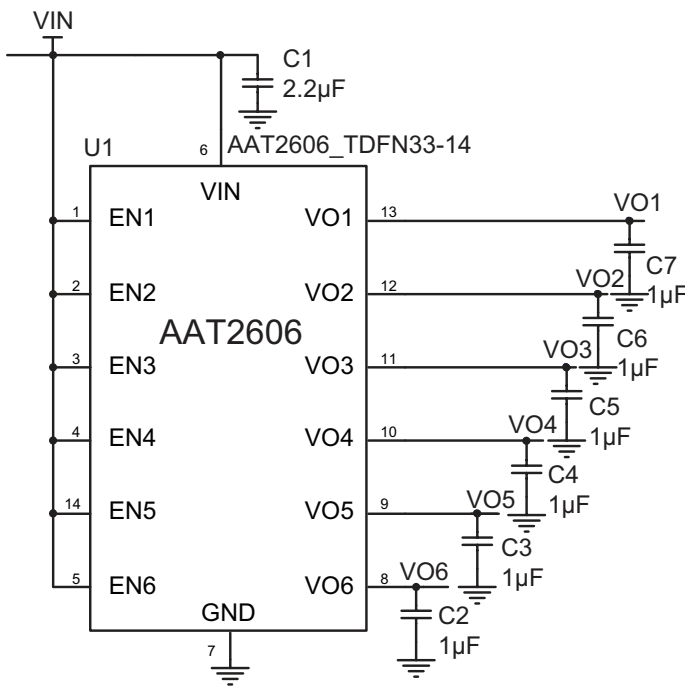 VIN
C1
2.2µF
U1
6
AAT2606_TDFN33-14
VIN
1
EN1
VO1
13
VO1
C7
1µF
2
EN2
VO2
12
VO2
C6
1µF
AAT2606
3
EN3
VO3
11
VO3
C5
1µF
4
EN4
VO4
10
VO4
C4
1µF
14
EN5
VO5
9
VO5
C3
1µF
5
EN6
VO6
8
VO6
C2
1µF
GND
7